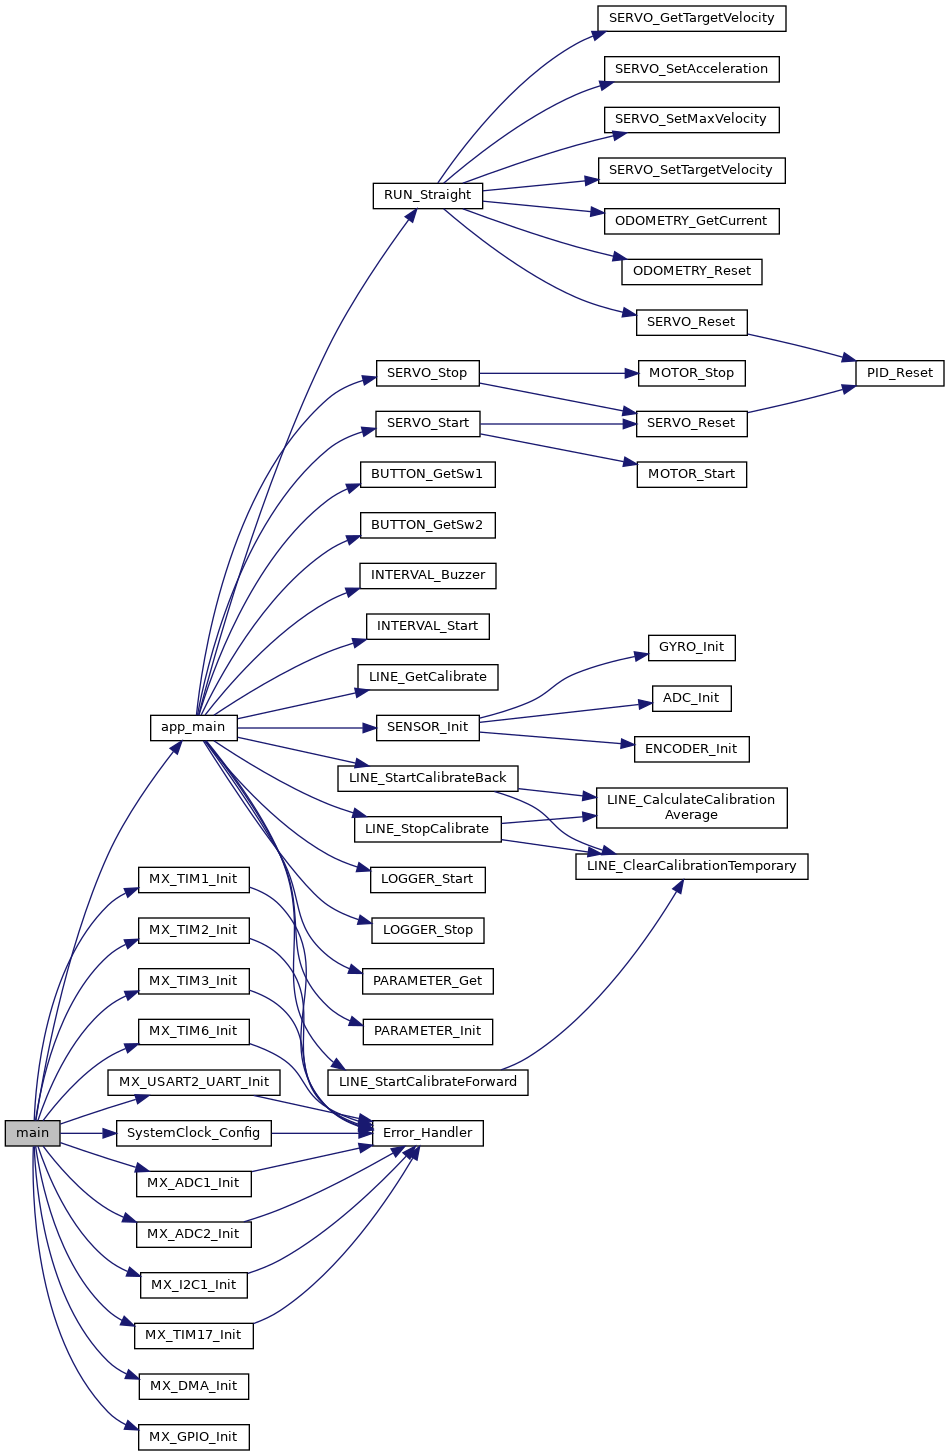 SERVO_GetTargetVelocity
SERVO_SetAcceleration
SERVO_SetMaxVelocity
SERVO_SetTargetVelocity
RUN_Straight
ODOMETRY_GetCurrent
ODOMETRY_Reset
SERVO_Reset
SERVO_Stop
MOTOR_Stop
PID_Reset
SERVO_Start
SERVO_Reset
BUTTON_GetSw1
MOTOR_Start
BUTTON_GetSw2
INTERVAL_Buzzer
INTERVAL_Start
GYRO_Init
LINE_GetCalibrate
ADC_Init
app_main
SENSOR_Init
ENCODER_Init
LINE_StartCalibrateBack
LINE_CalculateCalibration
Average
LINE_StopCalibrate
LINE_ClearCalibrationTemporary
MX_TIM1_Init
LOGGER_Start
MX_TIM2_Init
LOGGER_Stop
MX_TIM3_Init
PARAMETER_Get
MX_TIM6_Init
PARAMETER_Init
MX_USART2_UART_Init
LINE_StartCalibrateForward
main
SystemClock_Config
Error_Handler
MX_ADC1_Init
MX_ADC2_Init
MX_I2C1_Init
MX_TIM17_Init
MX_DMA_Init
MX_GPIO_Init